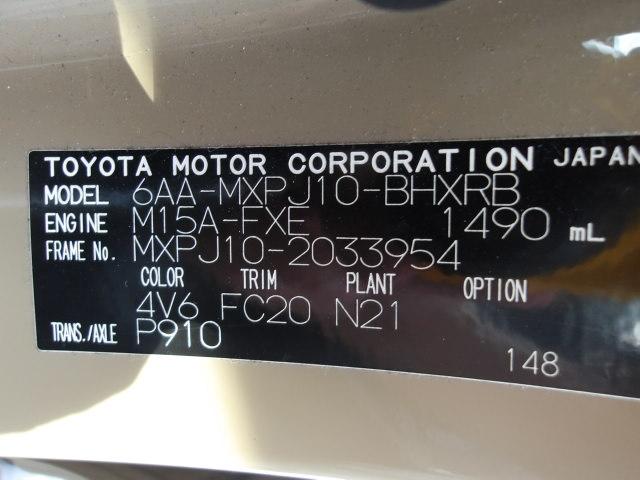 TOYOTA MOTOR CORPORATION JAPAN
MODEL 6AA-MXPJ10-BHXRB
ENGINE M15A-FXE 1490 mL
FRAME No. MXPJ10-2033954
COLOR TRIM PLANT OPTION
4V6 FC20 N21
TRANS./AXLE P910
148